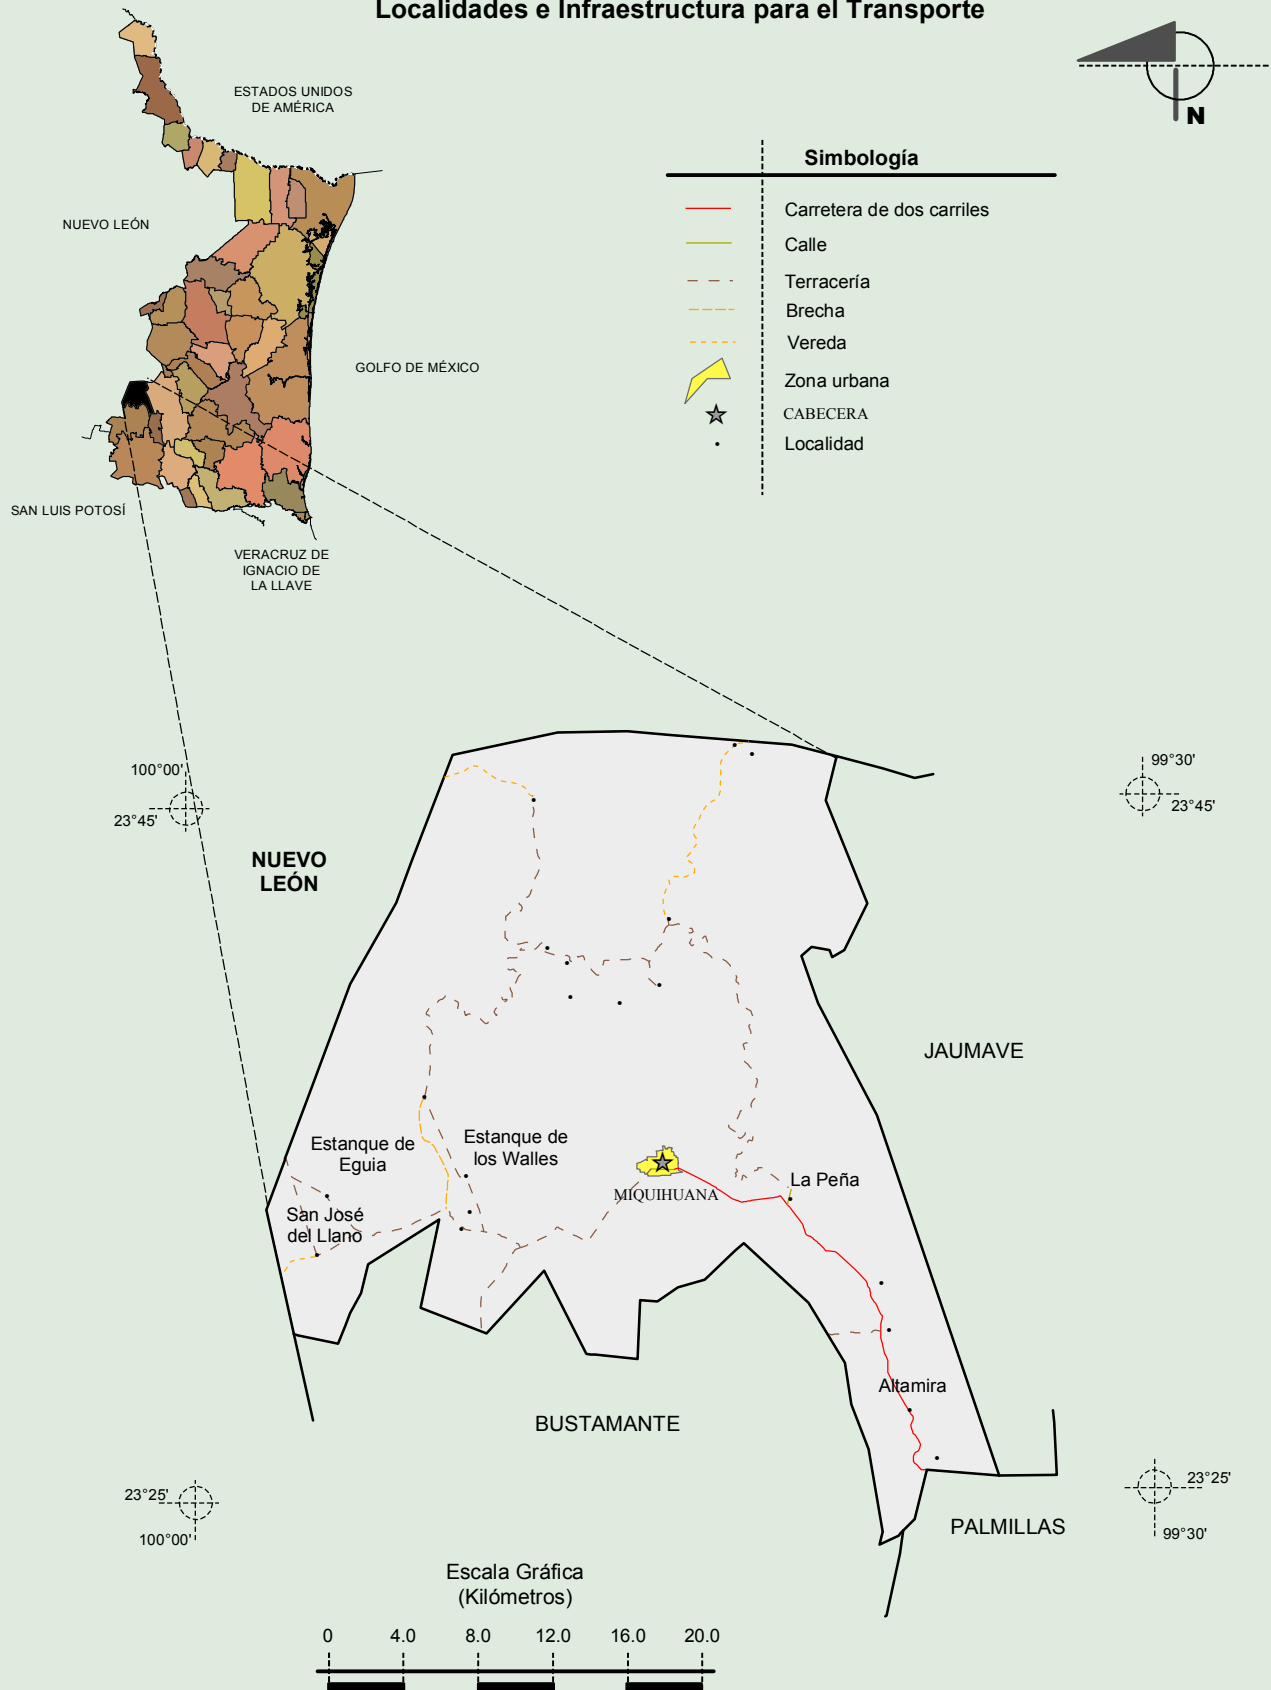 Localidades e Infraestructura para el Transporte
N
ESTADOS UNIDOS
DE AMÉRICA
NUEVO LEÓN
GOLFO DE MÉXICO
SAN LUIS POTOSÍ
VERACRUZ DE
IGNACIO DE
LA LLAVE
Simbología
Carretera de dos carriles
Calle
Terracería
Brecha
Vereda
Zona urbana
CABECERA
Localidad
100°00'
23°45'
99°30'
23°45'
NUEVO
LEÓN
JAUMAVE
Estanque de
Eguia
Estanque de
los Walles
MIQUIHUANA
La Peña
San José
del Llano
Altamira
BUSTAMANTE
PALMILLAS
23°25'
100°00'
23°25'
99°30'
Escala Gráfica
(Kilómetros)
0 4.0 8.0 12.0 16.0 20.0